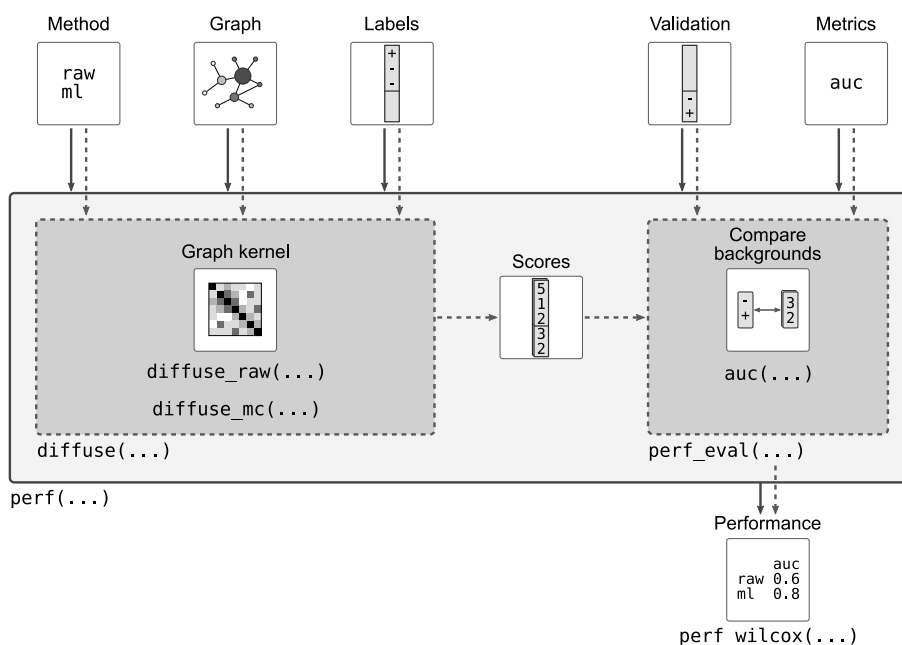 Method
Graph
Labels
Validation
Metrics
raw
ml
+
-
-
-
+
auc
Graph kernel
Scores
Compare
backgrounds
5
1
2
3
2
-
+
3
2
diffuse_raw(...)
diffuse_mc(...)
auc(...)
diffuse(...)
perf_eval(...)
perf(...)
Performance
auc
raw 0.6
ml 0.8
perf wilcox(...)